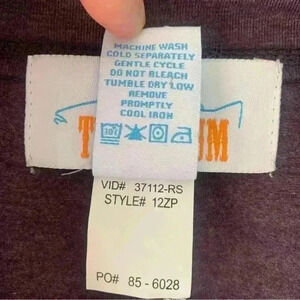 MACHINE WASH
COLD SEPARATELY
GENTLE CYCLE
DO NOT BLEACH
TUMBLE DRY LOW
REMOVE
PROMPTLY
COOL IRON
VID# 37112-RS
STYLE# 12ZP
PO# 85 - 6028